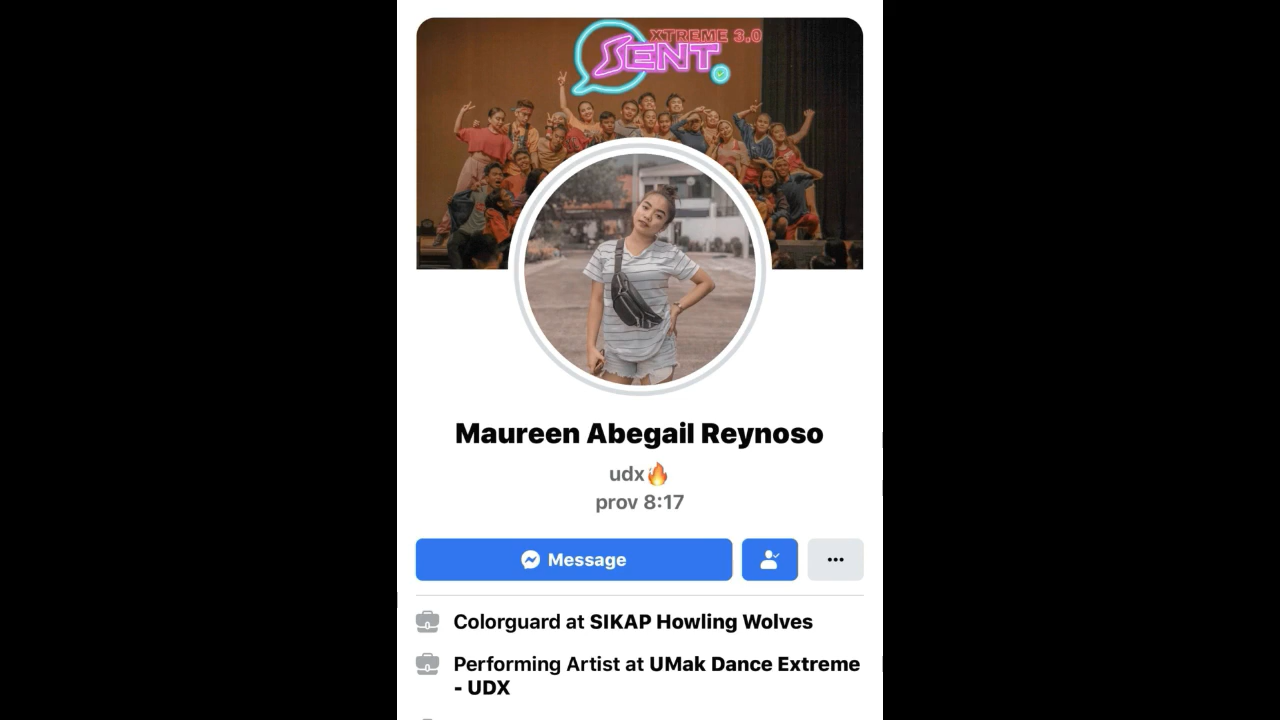 XTREME 3.0
SENT
Maureen Abegail Reynoso
udx🔥
prov 8:17
Message
Colorguard at SIKAP Howling Wolves
Performing Artist at UMak Dance Extreme
- UDX